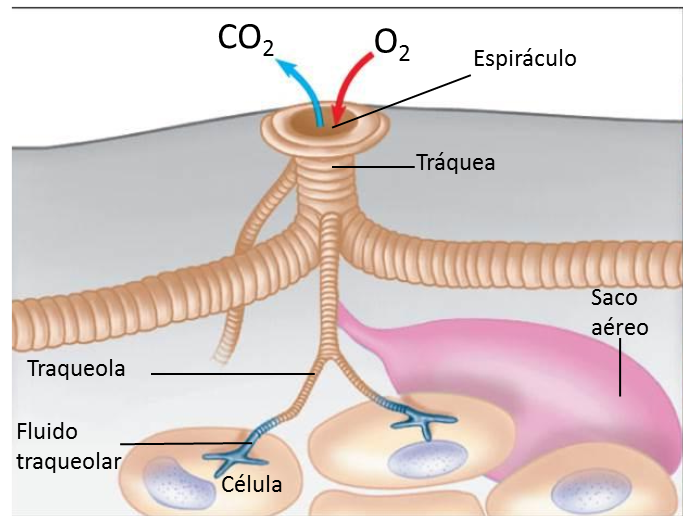 CO₂
O₂
Espiráculo
Tráquea
Saco
aéreo
Traqueola
Fluido
traqueolar
Célula